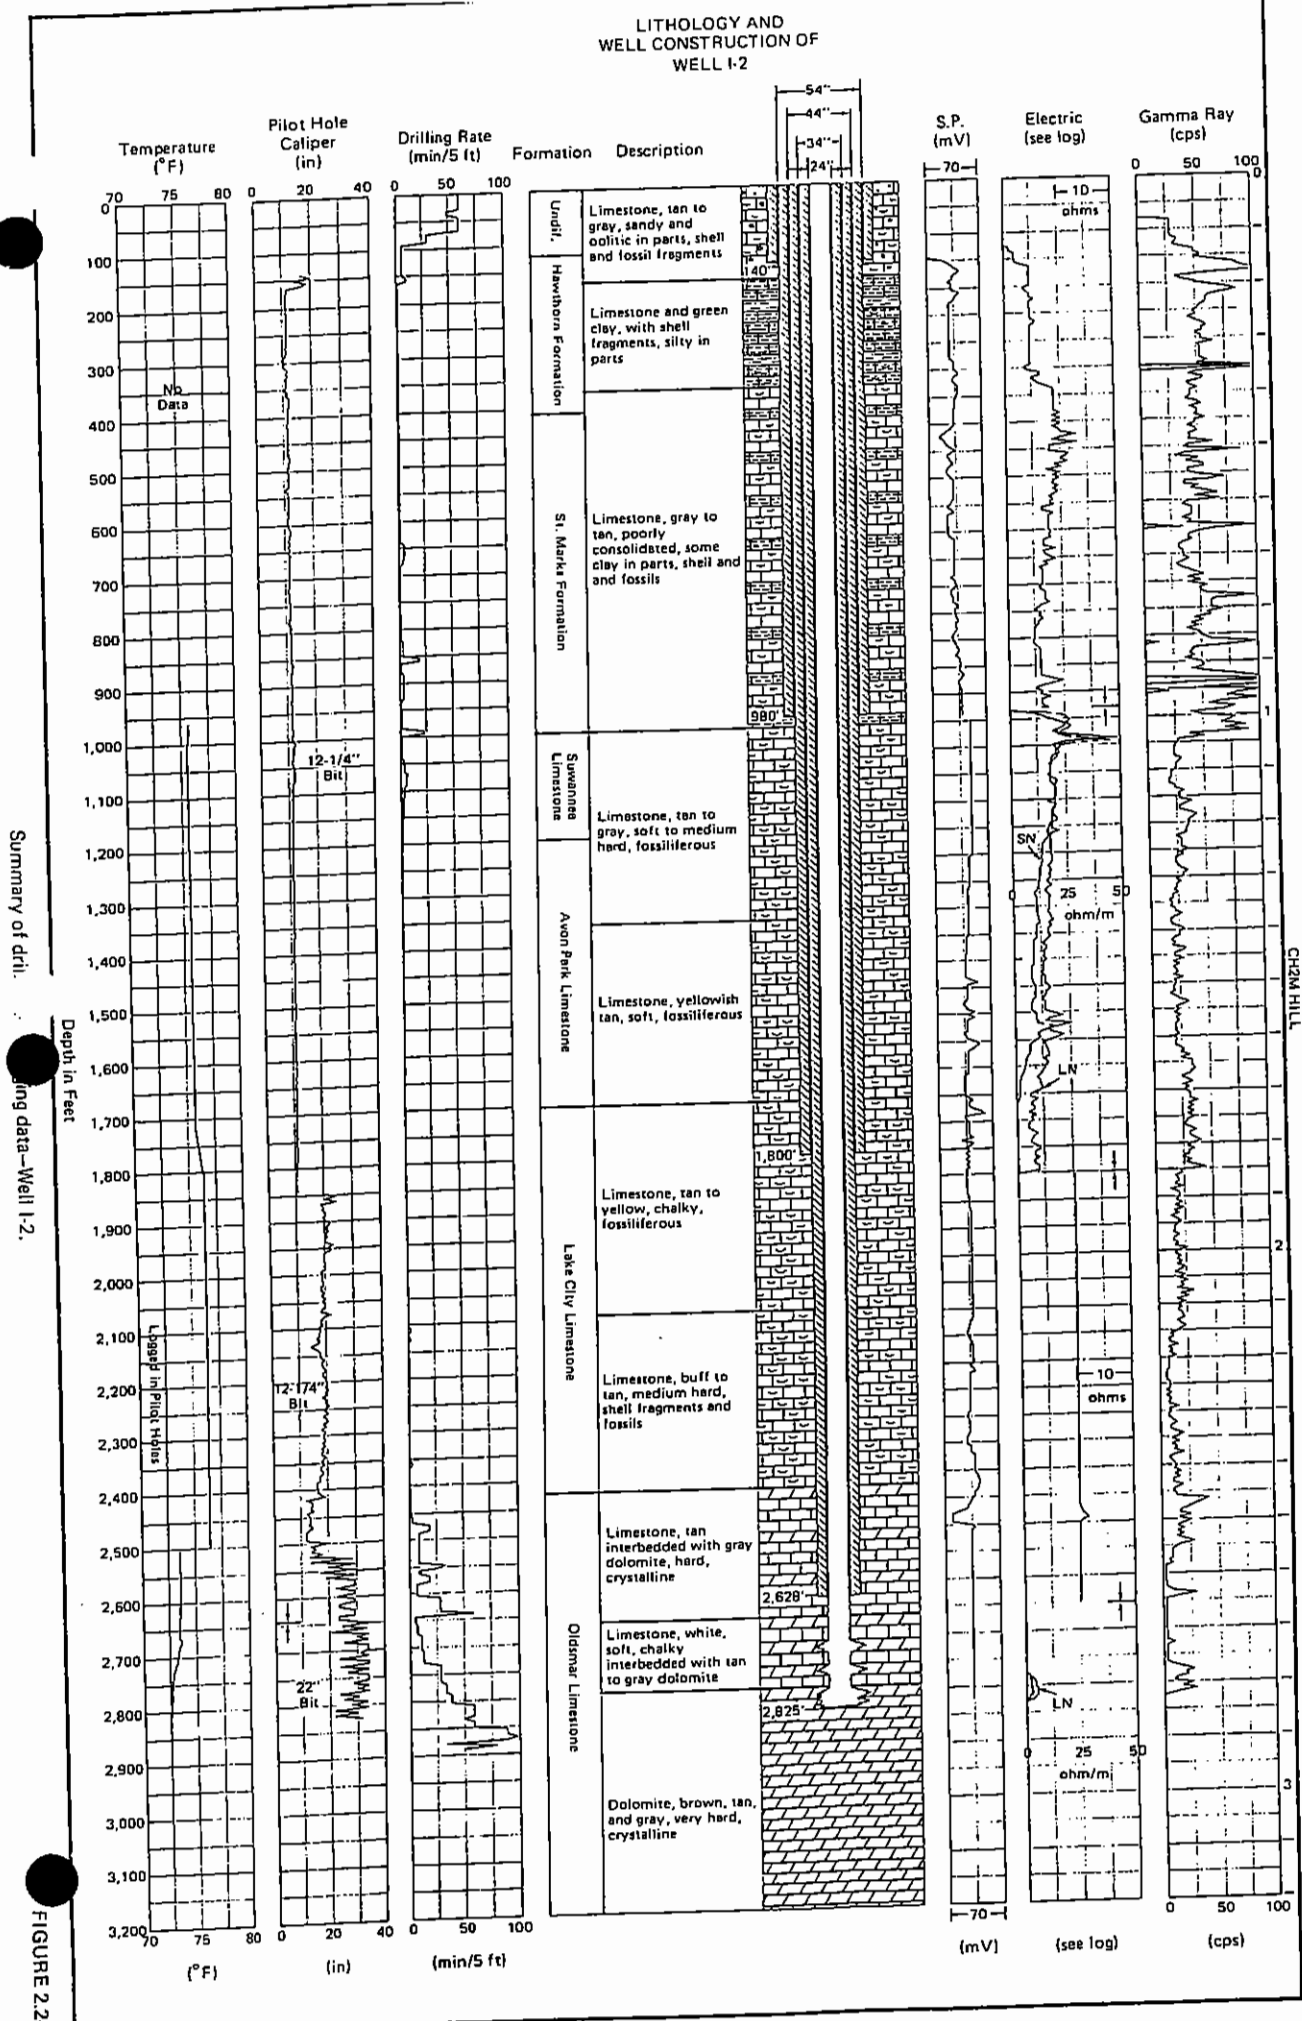 LITHOLOGY AND
WELL CONSTRUCTION OF
WELL I-2
54"
44"
34"
24"
Temperature
(°F)
Pilot Hole
Caliper
(in)
Drilling Rate
(min/5 ft)
Formation
Description
S.P.
(mV)
70
Electric
(see log)
Gamma Ray
(cps)
70 75 80
0 20 40
0 50 100
0 50 100
0
100
200
300
400
500
600
700
800
900
1,000
1,100
1,200
1,300
1,400
1,500
1,600
1,700
1,800
1,900
2,000
2,100
2,200
2,300
2,400
2,500
2,600
2,700
2,800
2,900
3,000
3,100
3,200
Depth in Feet
No
Data
Logged in Pilot Holes
12-1/4"
Bit
12-1/4"
Bit
22"
Bit
Undif.
Hawthorn Formation
St. Marks Formation
Suwannee
Limestone
Avon Park Limestone
Lake City Limestone
Oldsmar Limestone
Limestone, tan to
gray, sandy and
oolitic in parts, shell
and fossil fragments
Limestone and green
clay, with shell
fragments, silty in
parts
Limestone, gray to
tan, poorly
consolidated, some
clay in parts, shell and
and fossils
Limestone, tan to
gray, soft to medium
hard, fossiliferous
Limestone, yellowish
tan, soft, fossiliferous
Limestone, tan to
yellow, chalky,
fossiliferous
Limestone, buff to
tan, medium hard,
shell fragments and
fossils
Limestone, tan
interbedded with gray
dolomite, hard,
crystalline
Limestone, white,
soft, chalky
interbedded with tan
to gray dolomite
Dolomite, brown, tan,
and gray, very hard,
crystalline
140'
980'
1,800'
2,628'
2,825'
10
ohms
SN
0 25 50
ohm/m
LN
10
ohms
LN
0 25 50
ohm/m
0
1
2
3
70 75 80
(°F)
0 20 40
(in)
0 50 100
(min/5 ft)
70
(mV)
(see log)
0 50 100
(cps)
CH2M HILL
Summary of dril
ing data—Well I-2.
FIGURE 2.2